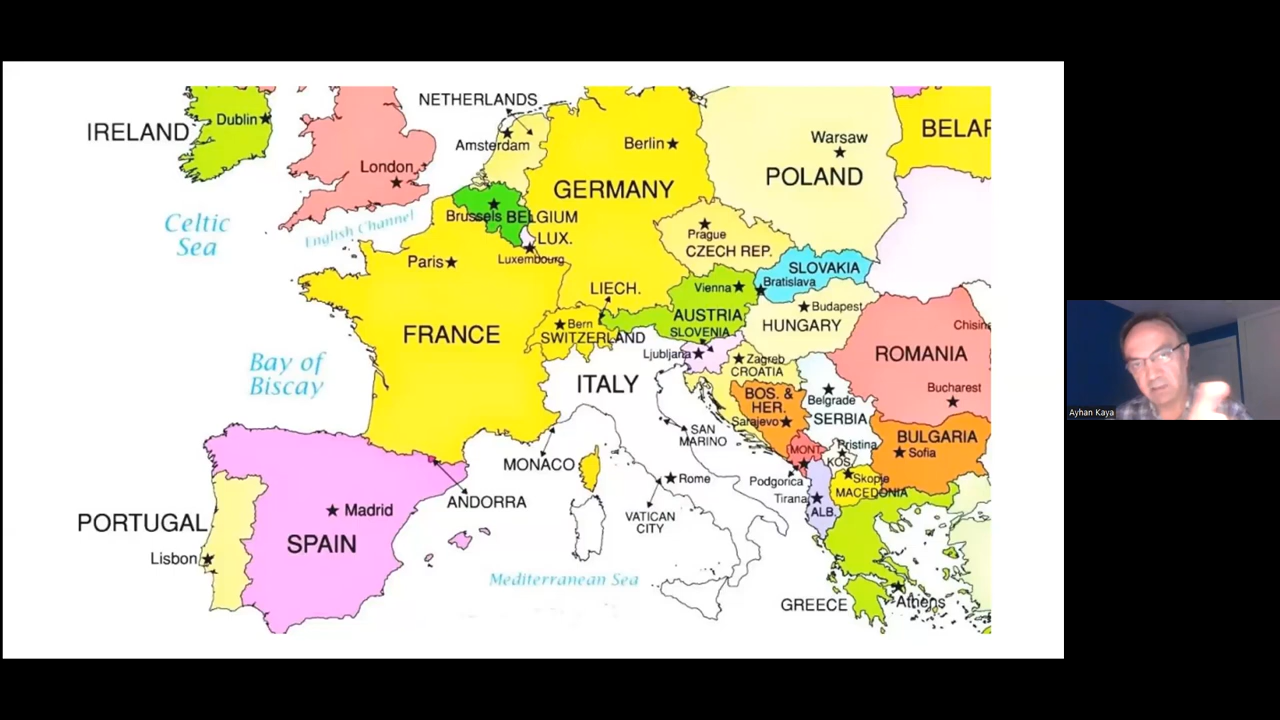 NETHERLANDS
IRELAND
Dublin
Amsterdam
Berlin
Warsaw
BELAR
London
POLAND
GERMANY
Celtic
Sea
English Channel
Brussels BELGIUM
Prague
CZECH REP.
LUX.
Luxembourg
Paris
SLOVAKIA
Bratislava
Vienna
LIECH.
Budapest
AUSTRIA
HUNGARY
Bern
SWITZERLAND
SLOVENIA
Chisin
FRANCE
Ljubljana
Zagreb
CROATIA
ROMANIA
Bay of
Biscay
ITALY
BOS. &
HER.
Sarajevo
Belgrade
SERBIA
Bucharest
SAN
MARINO
MONT.
Pristina
KOS.
BULGARIA
Sofia
MONACO
Podgorica
Skopje
MACEDONIA
Rome
Tirana
ALB.
ANDORRA
VATICAN
CITY
Madrid
PORTUGAL
SPAIN
Lisbon
Mediterranean Sea
GREECE
Athens
Ayhan Kaya